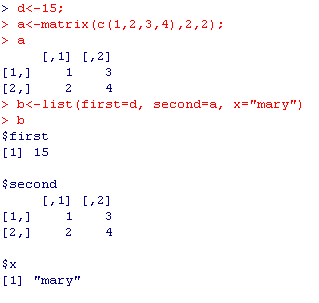 > d<-15;
> a<-matrix(c(1,2,3,4),2,2);
> a
     [,1] [,2]
[1,]    1    3
[2,]    2    4
> b<-list(first=d, second=a, x="mary")
> b
$first
[1] 15

$second
     [,1] [,2]
[1,]    1    3
[2,]    2    4

$x
[1] "mary"